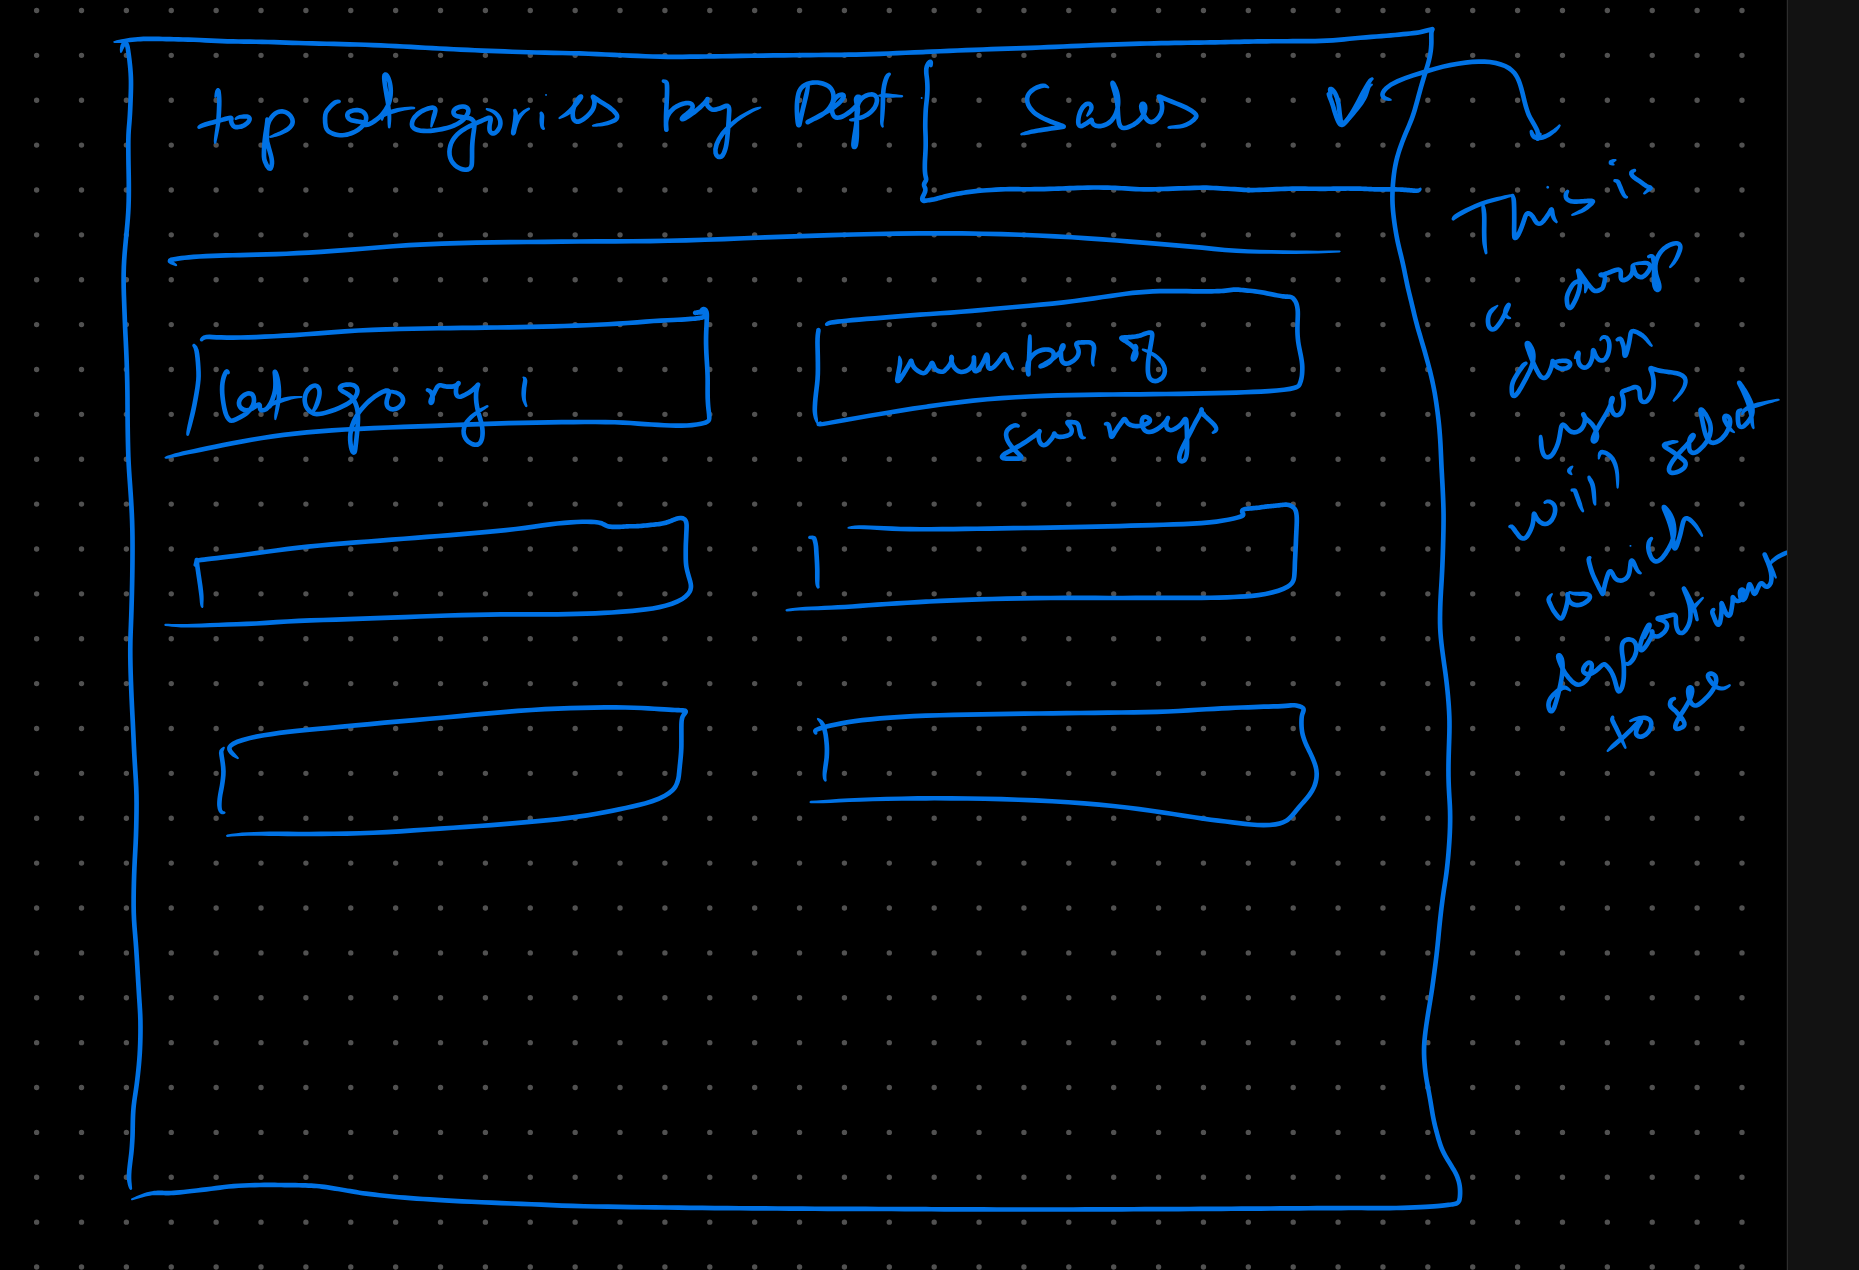 top categories by Dept
Sales
Category 1
number of
surveys
This is
a drop
down
users
will select
which
department
to see